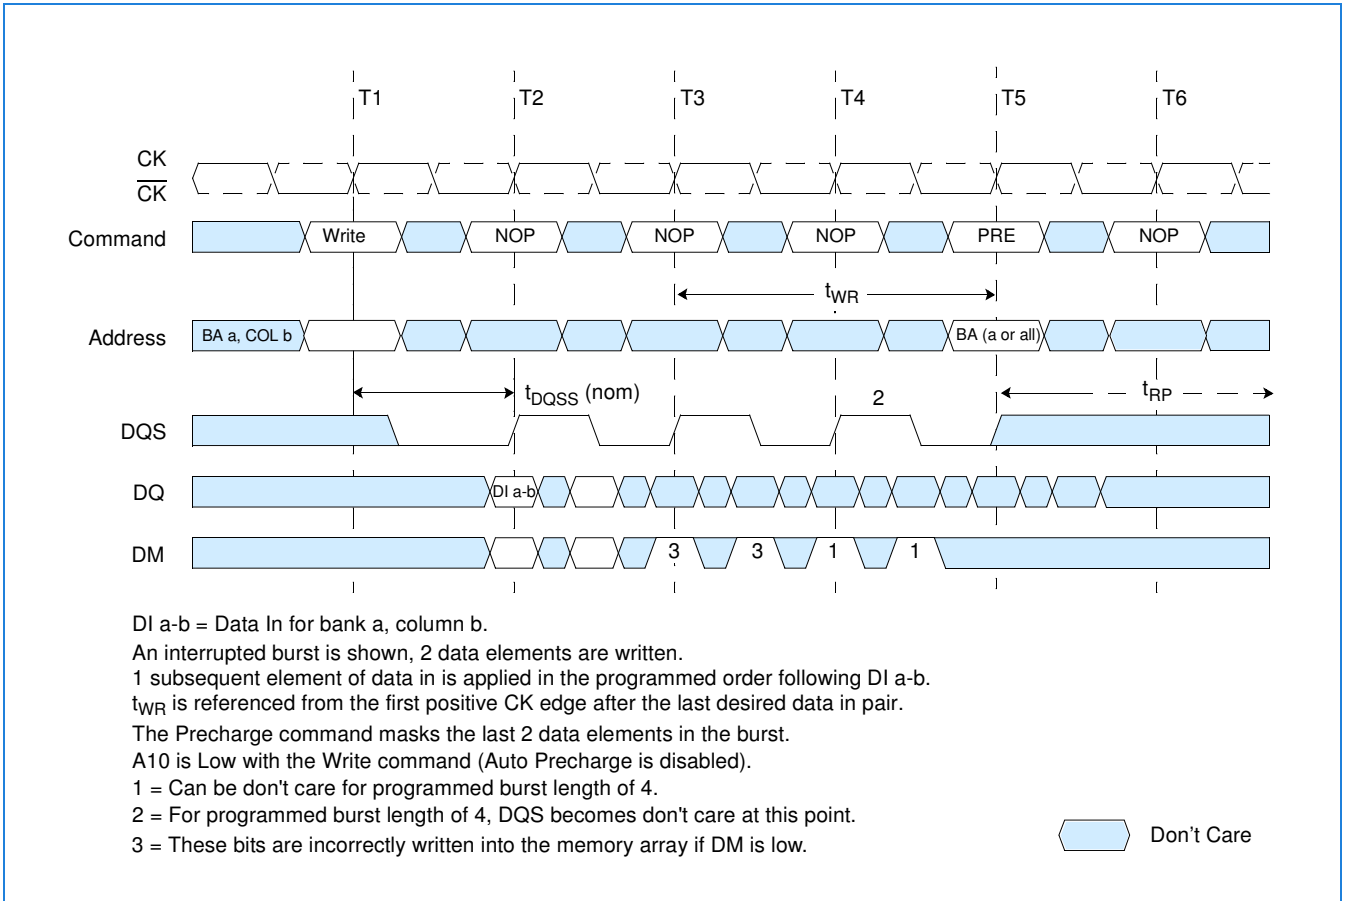 T1 T2 T3 T4 T5 T6
CK
CK
Command Write NOP NOP NOP PRE NOP
tWR
Address BA a, COL b BA (a or all)
tDQSS (nom) 2 tRP
DQS
DQ DI a-b
DM 3 3 1 1
DI a-b = Data In for bank a, column b.
An interrupted burst is shown, 2 data elements are written.
1 subsequent element of data in is applied in the programmed order following DI a-b.
tWR is referenced from the first positive CK edge after the last desired data in pair.
The Precharge command masks the last 2 data elements in the burst.
A10 is Low with the Write command (Auto Precharge is disabled).
1 = Can be don't care for programmed burst length of 4.
2 = For programmed burst length of 4, DQS becomes don't care at this point.
3 = These bits are incorrectly written into the memory array if DM is low.
Don't Care